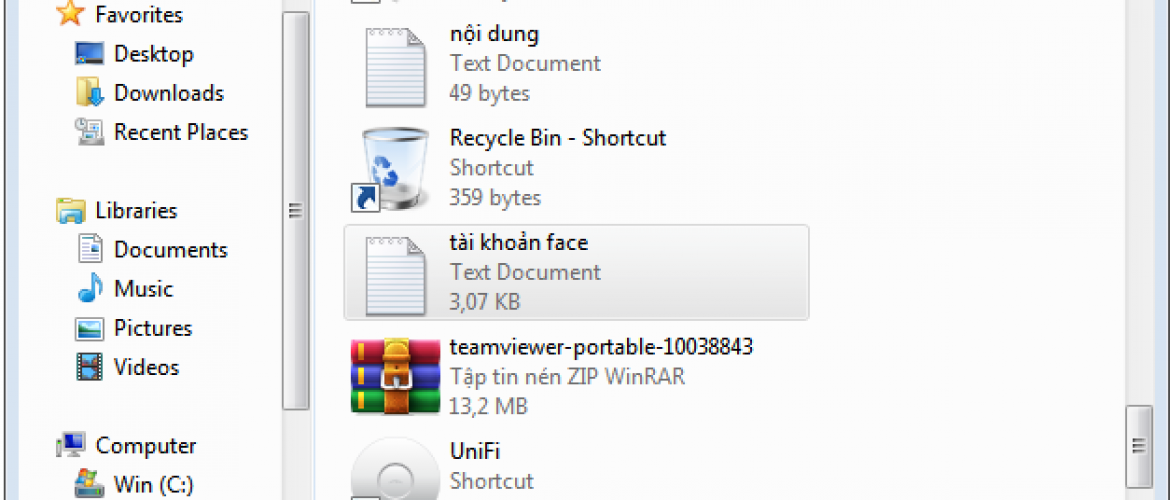 Favorites
Desktop
Downloads
Recent Places
Libraries
Documents
Music
Pictures
Videos
Computer
Win (C:)
nội dung
Text Document
49 bytes
Recycle Bin - Shortcut
Shortcut
359 bytes
tài khoản face
Text Document
3,07 KB
teamviewer-portable-10038843
Tập tin nén ZIP WinRAR
13,2 MB
UniFi
Shortcut